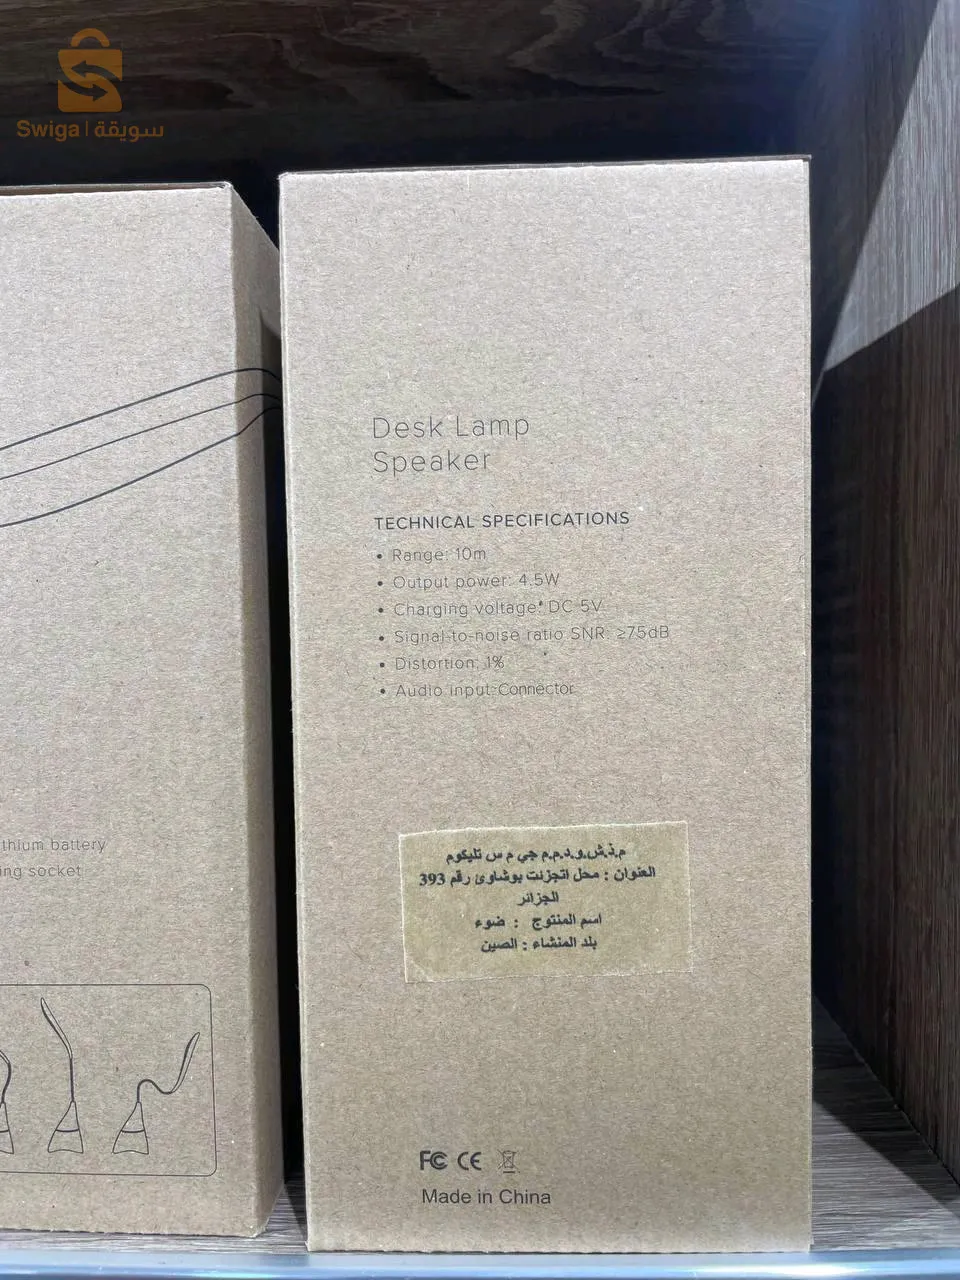 Swiga | سويقة
Desk Lamp
Speaker
TECHNICAL SPECIFICATIONS
• Range: 10m
• Output power: 4.5W
• Charging voltage: DC 5V
• Signal-to-noise ratio SNR: ≥75dB
• Distortion: 1%
• Audio input: Connector
thium battery
ing socket
م.ذ.ش.و.د.م.م جي م س تليكوم
العنوان : محل اتجزئت بوشاوئ رقم 393
الجزائر
اسم المنتوج : ضوء
بلد المنشاء : الصين
FC CE
Made in China